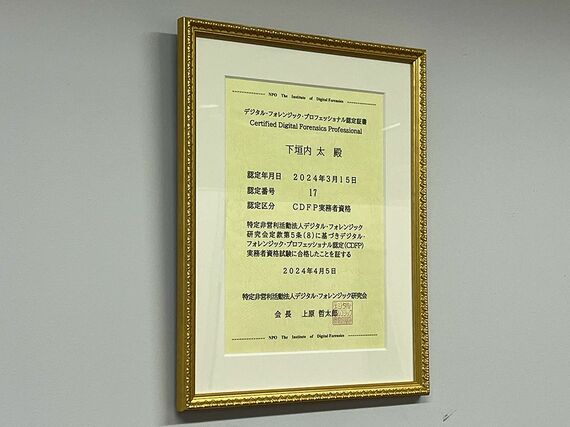 NPO The Institute of Digital Forensics
デジタル・フォレンジック・プロフェッショナル認定証書
Certified Digital Forensics Professional
下垣内 太 殿
認定年月日 2024年3月15日
認定番号 17
認定区分 CDFP実務者資格
特定非営利活動法人デジタル・フォレンジック
研究会定款第5条(8)に基づきデジタル・
フォレンジック・プロフェッショナル認定(CDFP)
実務者資格試験に合格したことを証する
2024年4月5日
特定非営利活動法人デジタル・フォレンジック研究会
会長 上原 哲太郎
NPO The Institute of Digital Forensics